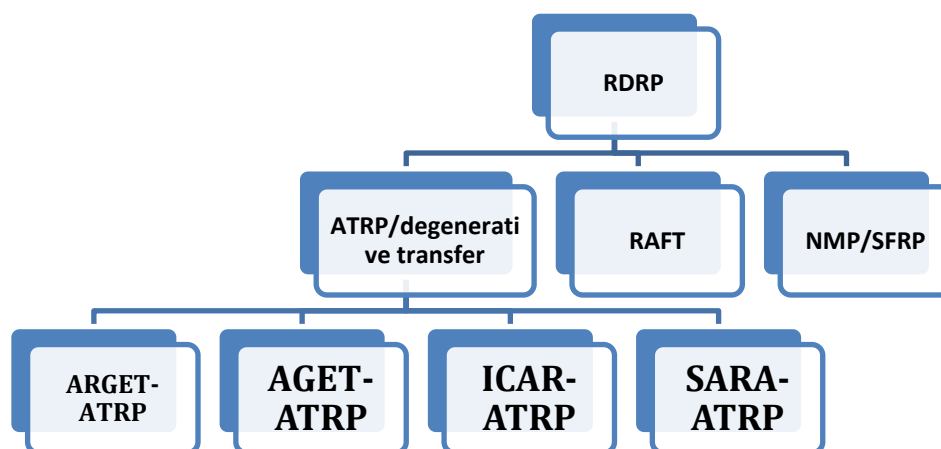 RDRP
ATRP/degenerati
ve transfer
RAFT
NMP/SFRP
ARGET-
ATRP
AGET-
ATRP
ICAR-
ATRP
SARA-
ATRP